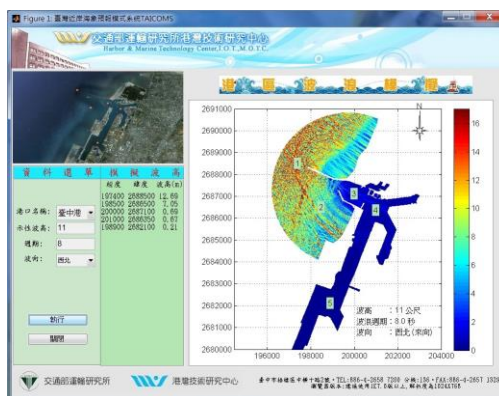 Figure 1: 臺灣近岸海象預報模式系統TAICOMS
交通部運輸研究所港灣技術研究中心
Harbor & Marine Technology Center,I.O.T.,M.O.T.C.
資料選單
港口名稱: 臺中港
示性波高: 11
週期: 8
波向: 西北
執行
關閉
模擬波高
經度 緯度 波高(m)
197400 2688500 12.69
198500 2686500 7.05
200000 2687100 0.69
201000 2686350 0.67
198900 2682100 0.21
2691000
2690000
2689000
2688000
2687000
2686000
2685000
2684000
2683000
2682000
2681000
2680000
196000 198000 200000 202000 204000
N
1
2
3
4
5
波高 : 11公尺
波浪週期: 8.0 秒
波向 : 西北(來向)
16
14
12
10
8
6
4
2
0
交通部運輸研究所
港灣技術研究中心